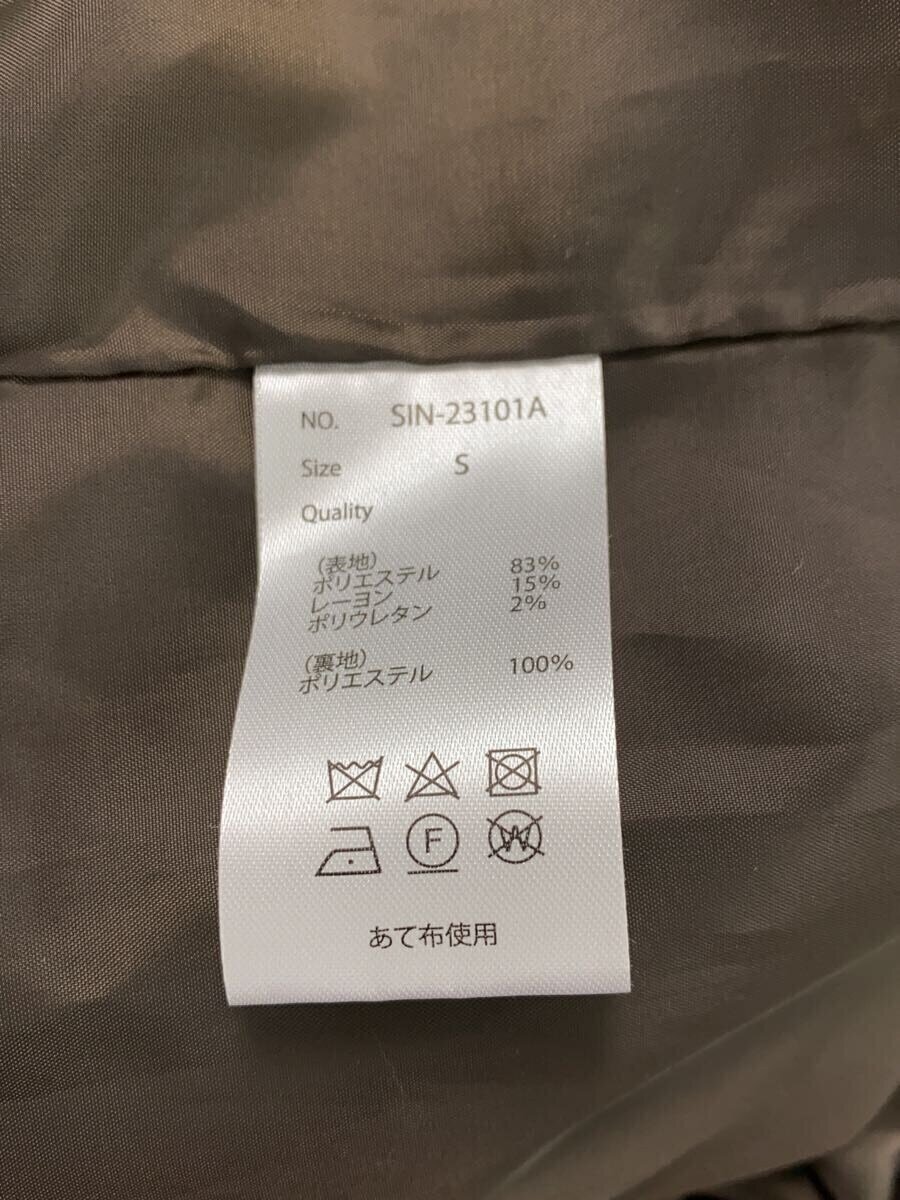 NO. SIN-23101A
Size S
Quality
(表地)
ポリエステル 83%
レーヨン 15%
ポリウレタン 2%
(裏地)
ポリエステル 100%
F
W
あて布使用